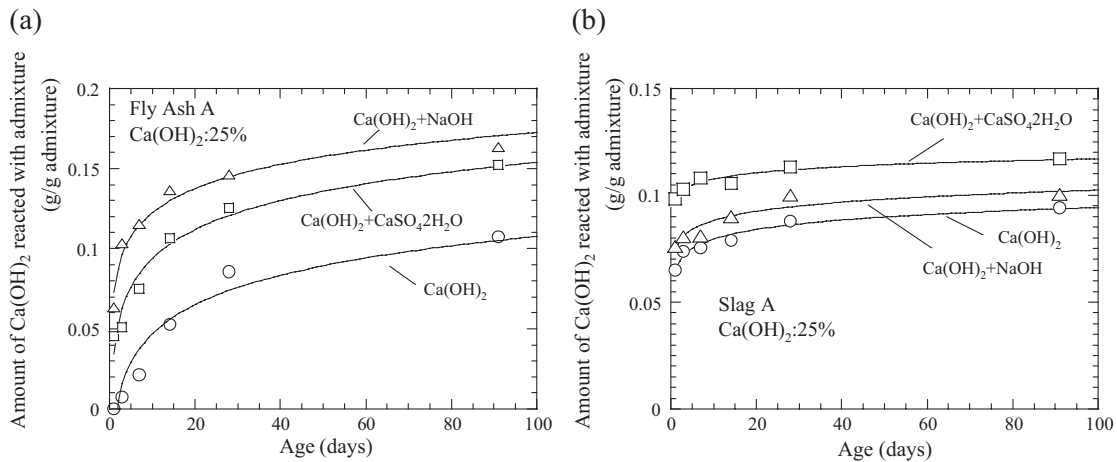 (a)
Amount of Ca(OH)2 reacted with admixture
(g/g admixture)
0.2
0.15
0.1
0.05
0
Fly Ash A
Ca(OH)2:25%
Ca(OH)2+NaOH
Ca(OH)2+CaSO42H2O
Ca(OH)2
0 20 40 60 80 100
Age (days)
(b)
Amount of Ca(OH)2 reacted with admixture
(g/g admixture)
0.15
0.1
0.05
0
Ca(OH)2+CaSO42H2O
Ca(OH)2
Ca(OH)2+NaOH
Slag A
Ca(OH)2:25%
0 20 40 60 80 100
Age (days)